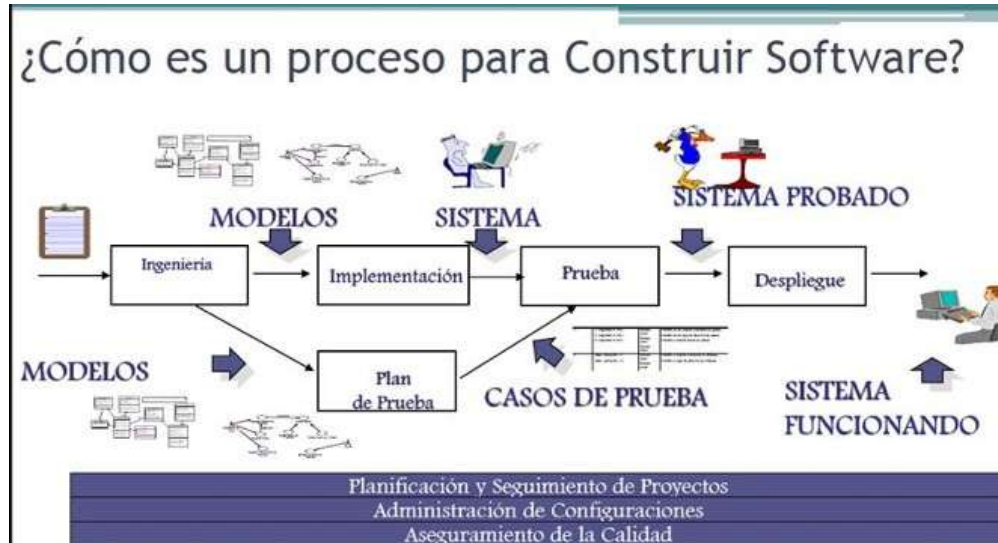 ¿Cómo es un proceso para Construir Software?
MODELOS
SISTEMA
SISTEMA PROBADO
Ingeniería
Implementación
Prueba
Despliegue
MODELOS
Plan
de Prueba
CASOS DE PRUEBA
SISTEMA
FUNCIONANDO
Planificación y Seguimiento de Proyectos
Administración de Configuraciones
Aseguramiento de la Calidad